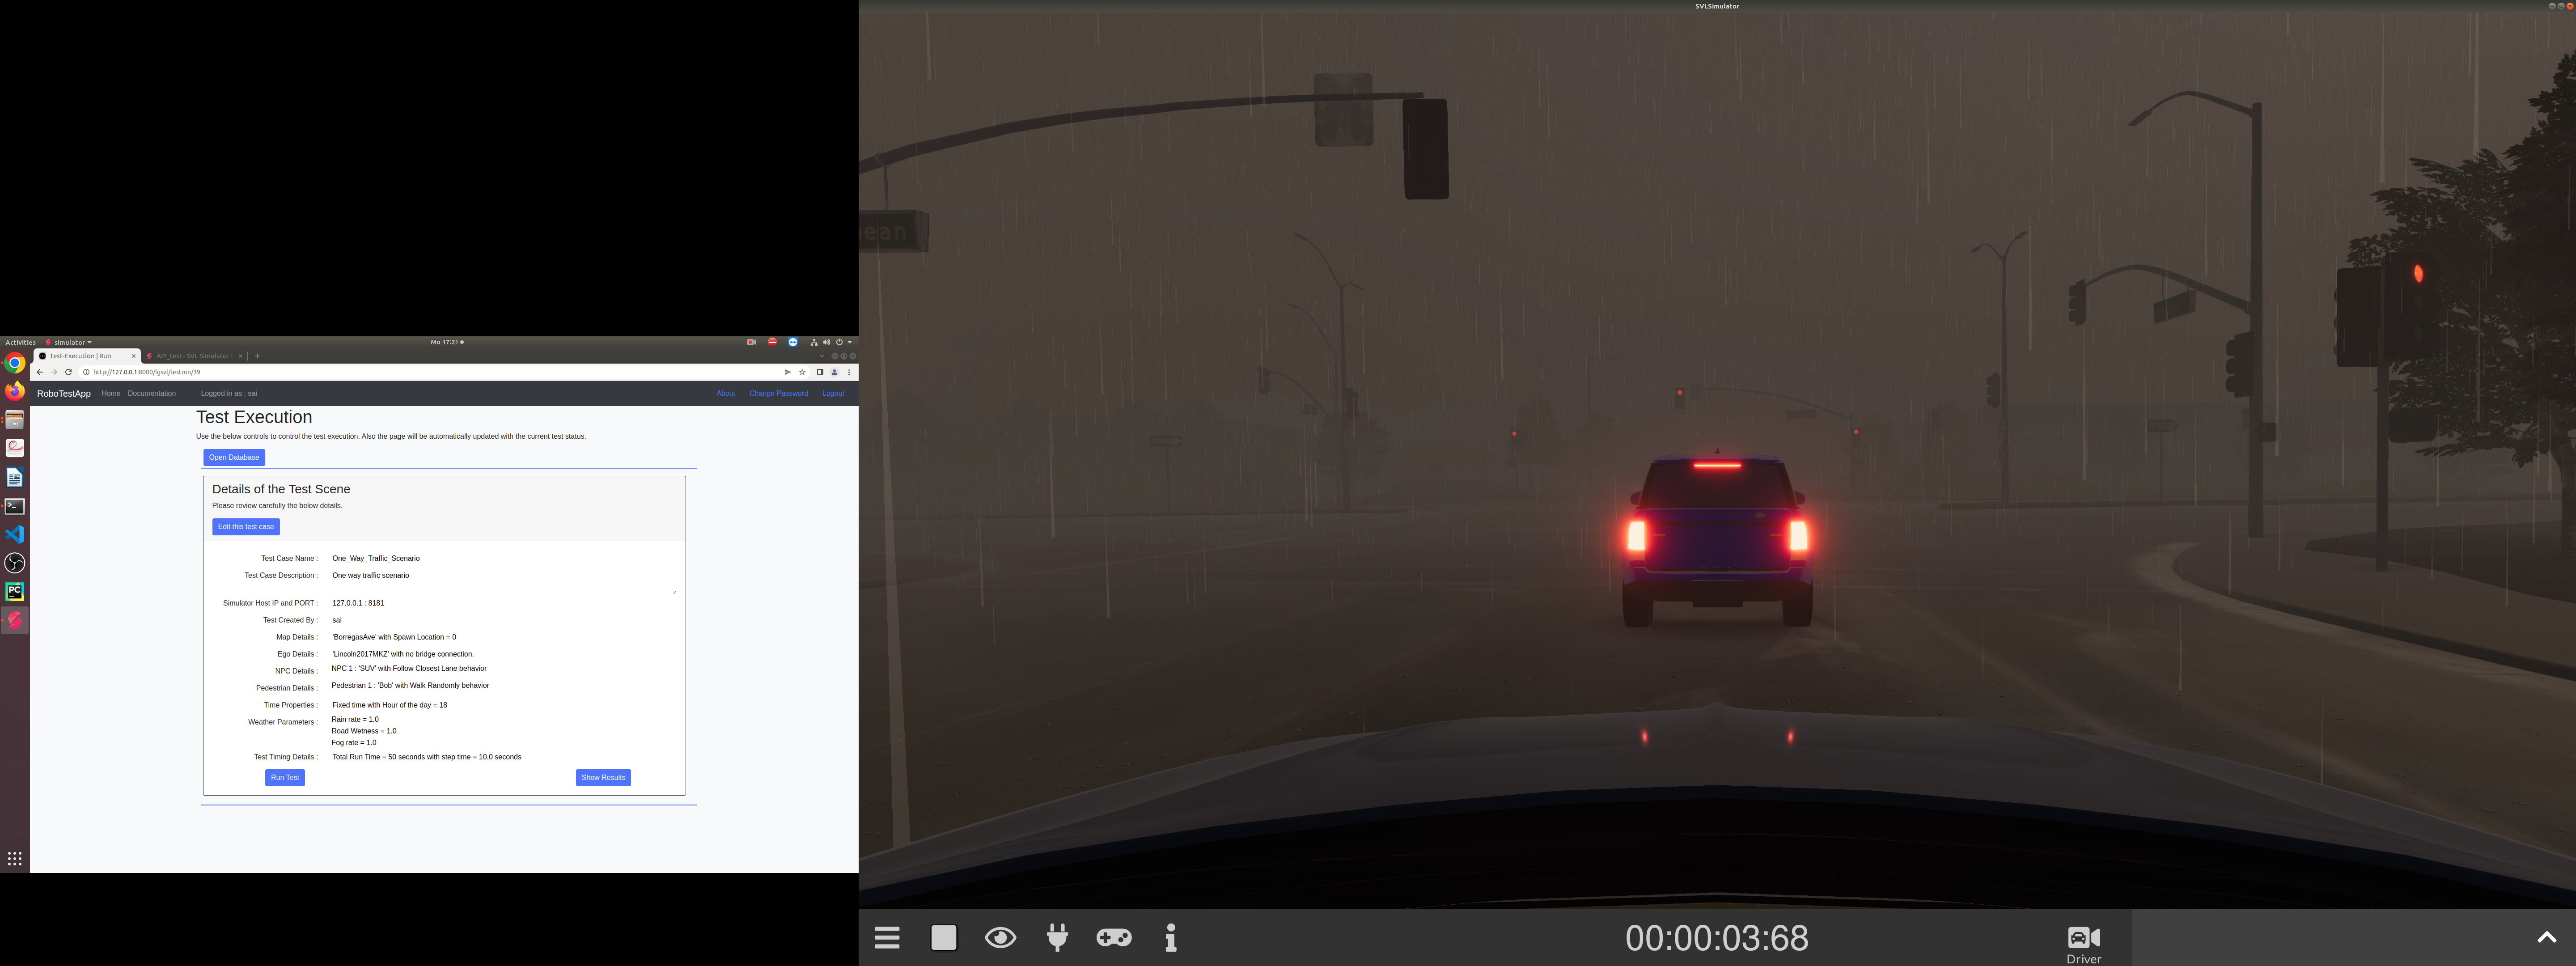 Activities
simulator
Mo 17:21
Test-Execution | Run
API_test - SVL Simulator
http://127.0.0.1:8000/lgsvl/testrun/39
RoboTestApp Home Documentation Logged in as : sai About Change Password Logout
Test Execution
Use the below controls to control the test execution. Also the page will be automatically updated with the current test status.
Open Database
Details of the Test Scene
Please review carefully the below details.
Edit this test case
Test Case Name : One_Way_Traffic_Scenario
Test Case Description : One way traffic scenario
Simulator Host IP and PORT : 127.0.0.1 : 8181
Test Created By : sai
Map Details : 'BorregasAve' with Spawn Location = 0
Ego Details : 'Lincoln2017MKZ' with no bridge connection.
NPC Details : NPC 1 : 'SUV' with Follow Closest Lane behavior
Pedestrian Details : Pedestrian 1 : 'Bob' with Walk Randomly behavior
Time Properties : Fixed time with Hour of the day = 18
Weather Parameters : Rain rate = 1.0
Road Wetness = 1.0
Fog rate = 1.0
Test Timing Details : Total Run Time = 50 seconds with step time = 10.0 seconds
Run Test Show Results
SVLSimulator
ean
00:00:03:68
Driver